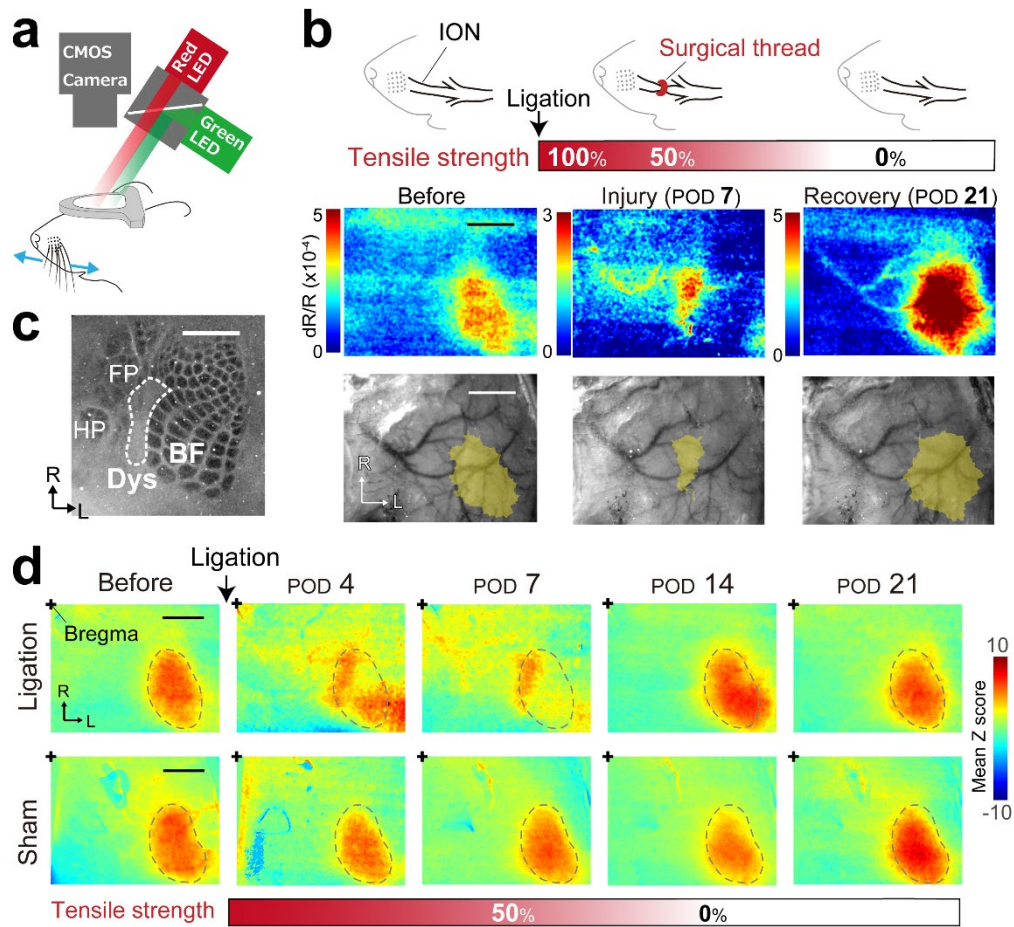 a
CMOS
Camera
Red
LED
Green
LED
b
ION
Surgical thread
Ligation
Tensile strength
100%
50%
0%
Before
Injury (POD 7)
Recovery (POD 21)
5
0
dR/R (x10-4)
3
0
5
0
R
L
c
FP
HP
Dys
BF
R
L
d
Ligation
Before
POD 4
POD 7
POD 14
POD 21
Ligation
Bregma
R
L
Sham
10
Mean Z score
-10
Tensile strength
50%
0%